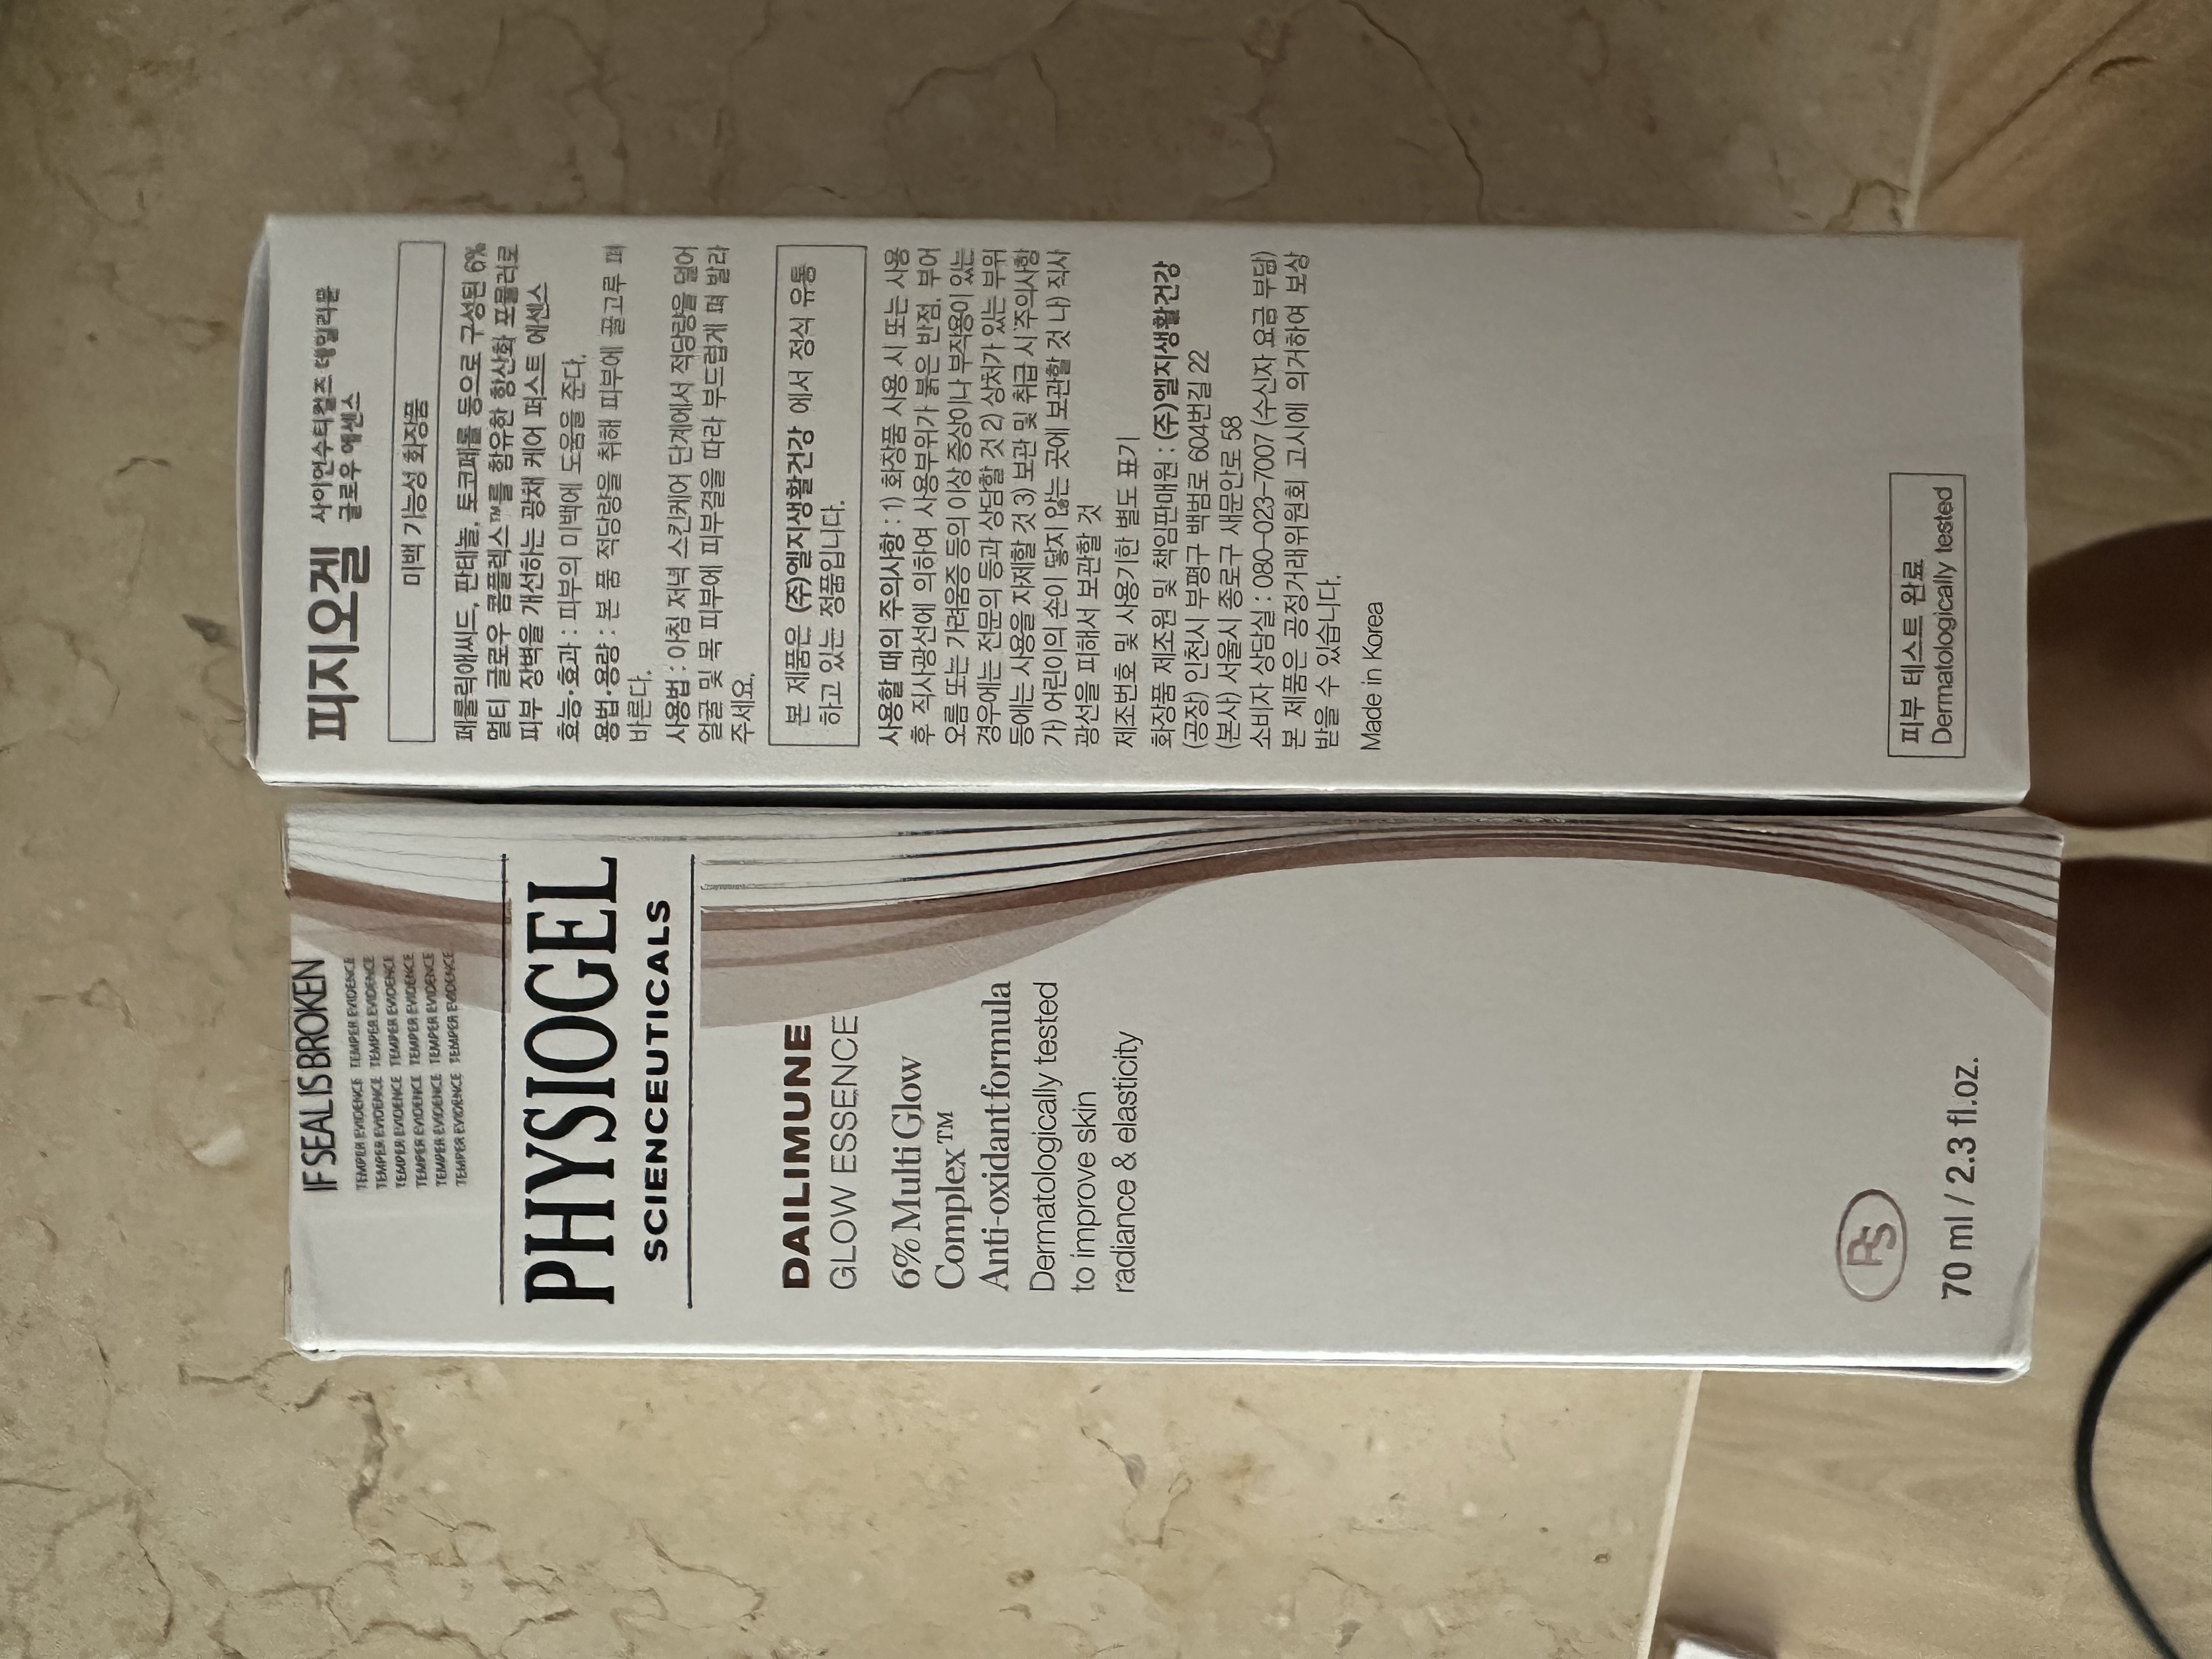 피지오겔 사이언수티컬즈 데일리뮨
글로우 에센스
미백 기능성 화장품
페룰릭애씨드, 판테놀, 토코페롤 등으로 구성된 6%
멀티 글로우 콤플렉스™를 함유한 항산화 포뮬러로
피부 장벽을 개선하는 광채 케어 퍼스트 에센스
효능·효과 : 피부의 미백에 도움을 준다.
용법·용량 : 본 품 적당량을 취해 피부에 골고루 펴
바른다.
사용법 : 아침 저녁 스킨케어 단계에서 적당량을 덜어
얼굴 및 목 피부에 피부결을 따라 부드럽게 펴 발라
주세요.
본 제품은 (주)엘지생활건강 에서 정식 유통
하고 있는 정품입니다.
사용할 때의 주의사항 : 1) 화장품 사용 시 또는 사용
후 직사광선에 의하여 사용부위가 붉은 반점, 부어
오름 또는 가려움증 등의 이상 증상이나 부작용이 있는
경우에는 전문의 등과 상담할 것 2) 상처가 있는 부위
등에는 사용을 자제할 것 3) 보관 및 취급 시 주의사항
가) 어린이의 손이 닿지 않는 곳에 보관할 것 나) 직사
광선을 피해서 보관할 것
제조번호 및 사용기한 별도 표기
화장품 제조원 및 책임판매원 : (주)엘지생활건강
(공장) 인천시 부평구 백범로 604번길 22
(본사) 서울시 종로구 새문안로 58
소비자 상담실 : 080-023-7007 (수신자 요금 부담)
본 제품은 공정거래위원회 고시에 의거하여 보상
받을 수 있습니다.
Made in Korea
피부 테스트 완료
Dermatologically tested
IF SEAL IS BROKEN
TEMPER EVIDENCE TEMPER EVIDENCE
TEMPER EVIDENCE TEMPER EVIDENCE
TEMPER EVIDENCE TEMPER EVIDENCE
TEMPER EVIDENCE TEMPER EVIDENCE
TEMPER EVIDENCE TEMPER EVIDENCE
TEMPER EVIDENCE TEMPER EVIDENCE
PHYSIOGEL
SCIENCEUTICALS
DAILIMUNE
GLOW ESSENCE
6% Multi Glow
Complex™
Anti-oxidant formula
Dermatologically tested
to improve skin
radiance & elasticity
PS
70 ml / 2.3 fl.oz.